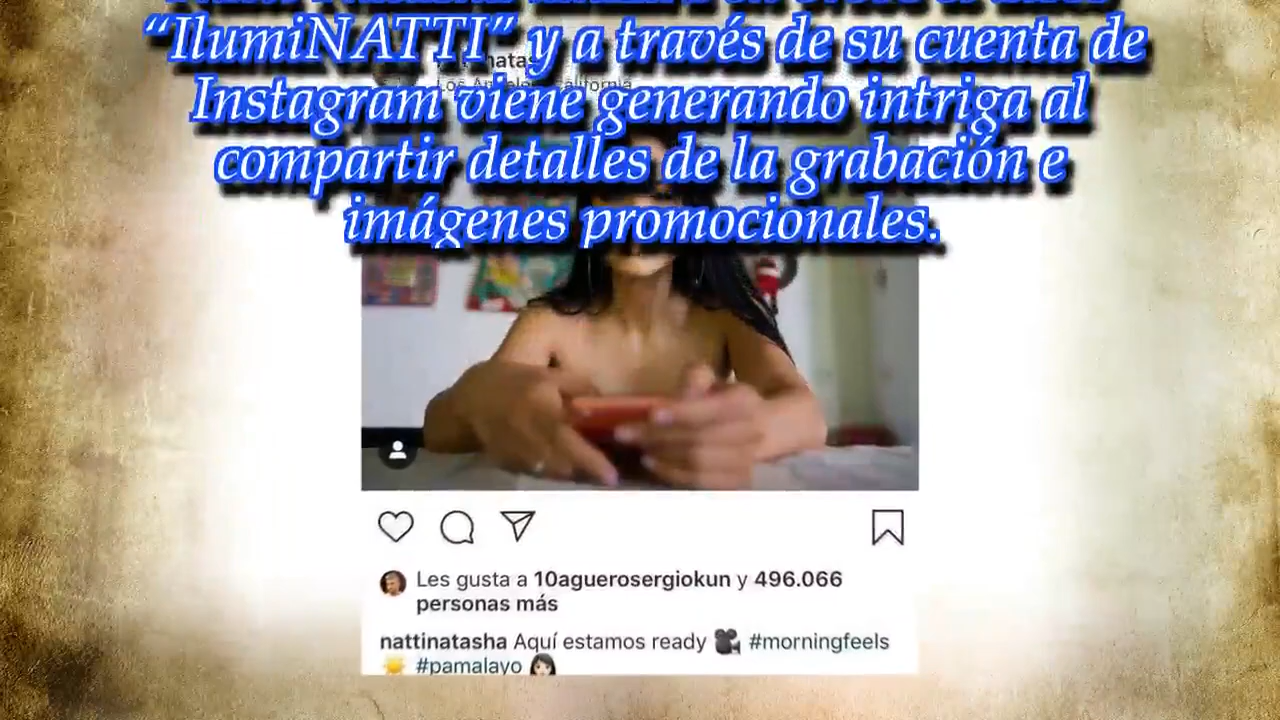 “IlumiNATTI” y a través de su cuenta de
Instagram viene generando intriga al
compartir detalles de la grabación e
imágenes promocionales.
Les gusta a 10aguerosergiokun y 496.066
personas más
nattinatasha Aquí estamos ready 🎥 #morningfeels
☀️ #pamalayo 👩🏻